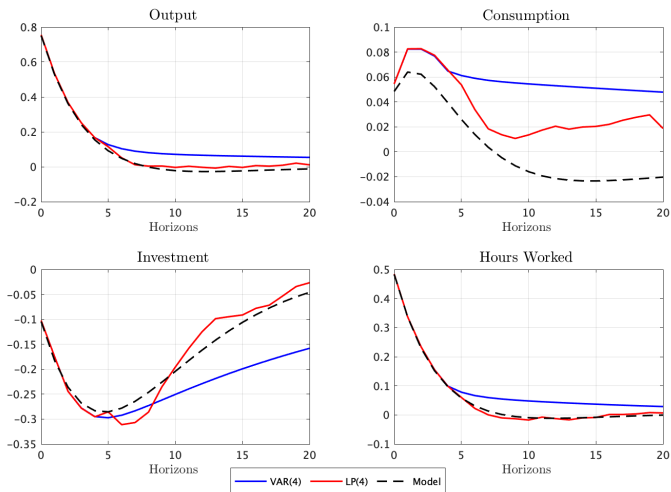 Output
0.8
0.6
0.4
0.2
0
-0.2
0 5 10 15 20
Horizons
Consumption
0.1
0.08
0.06
0.04
0.02
0
-0.02
-0.04
0 5 10 15 20
Horizons
Investment
0
-0.05
-0.1
-0.15
-0.2
-0.25
-0.3
-0.35
0 5 10 15 20
Horizons
Hours Worked
0.5
0.4
0.3
0.2
0.1
0
-0.1
0 5 10 15 20
Horizons
VAR(4) LP(4) Model